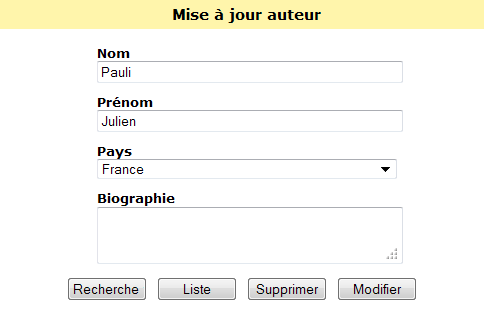 Mise à jour auteur
Nom
Pauli
Prénom
Julien
Pays
France
Biographie
Recherche Liste Supprimer Modifier